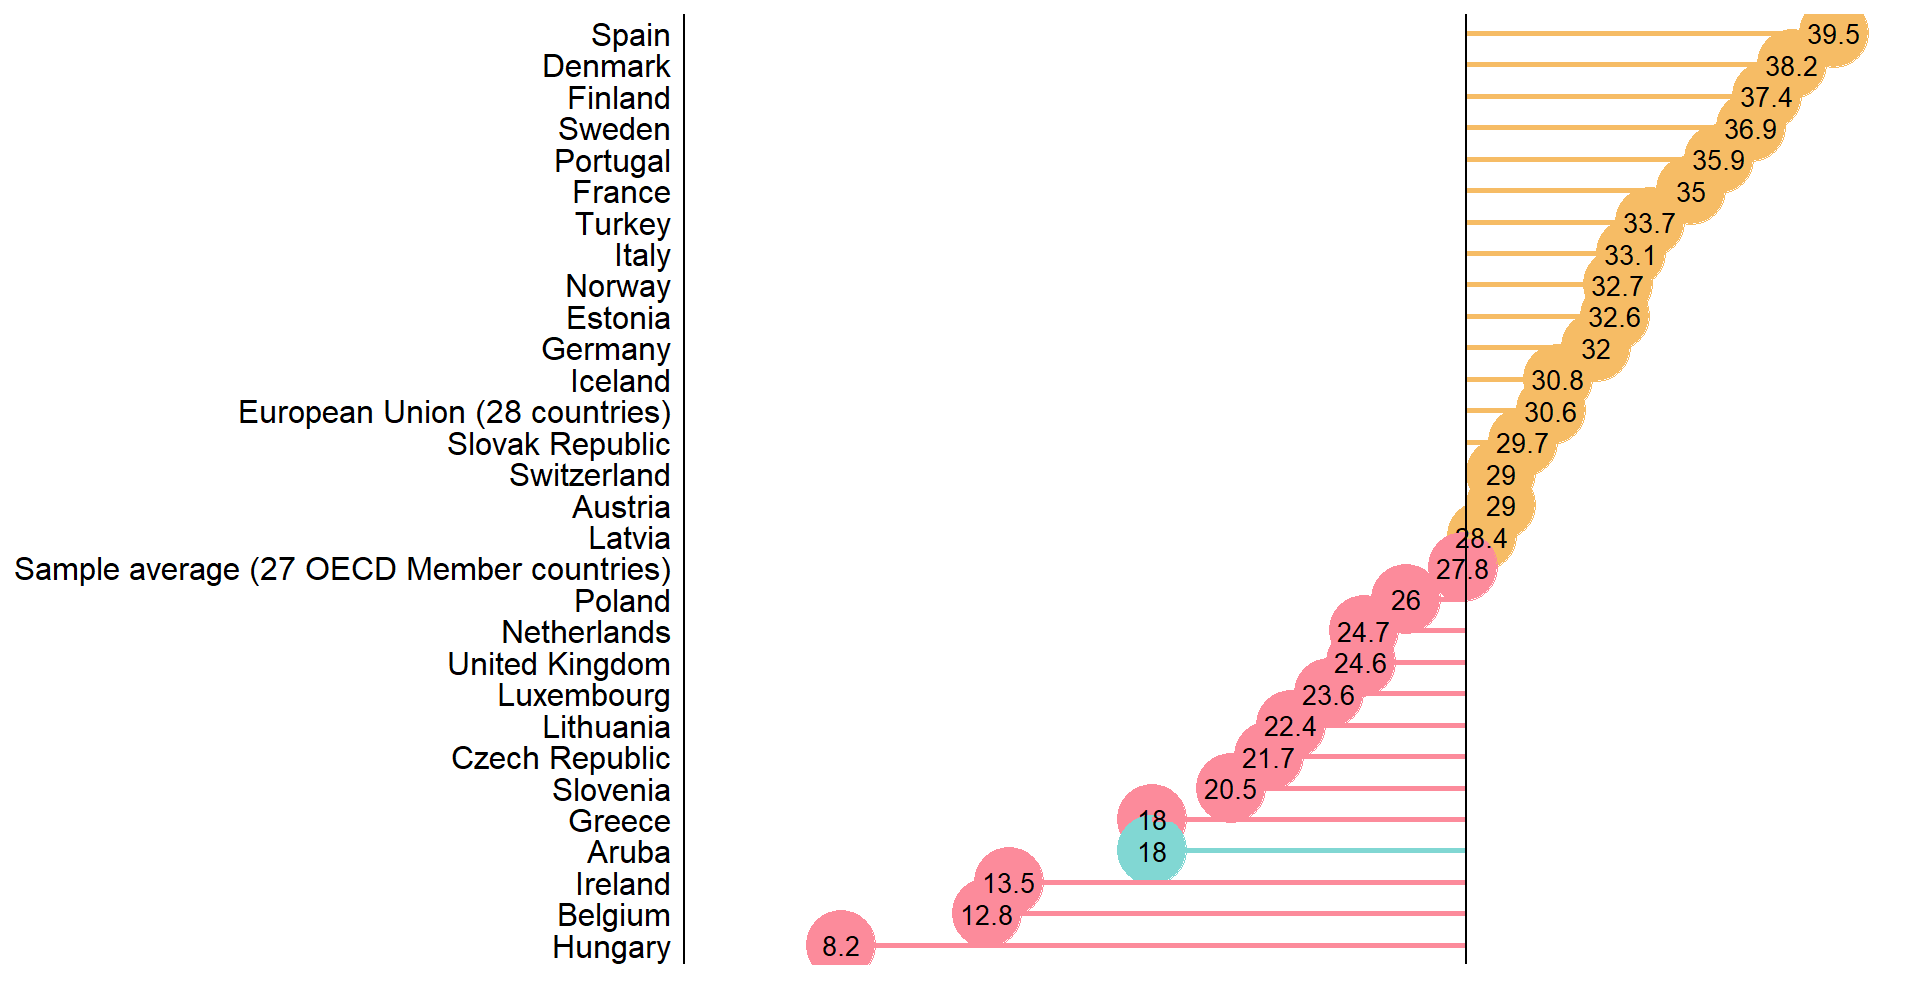 Spain 39.5
Denmark 38.2
Finland 37.4
Sweden 36.9
Portugal 35.9
France 35
Turkey 33.7
Italy 33.1
Norway 32.7
Estonia 32.6
Germany 32
Iceland 30.8
European Union (28 countries) 30.6
Slovak Republic 29.7
Switzerland 29
Austria 29
Latvia 28.4
Sample average (27 OECD Member countries) 27.8
Poland 26
Netherlands 24.7
United Kingdom 24.6
Luxembourg 23.6
Lithuania 22.4
Czech Republic 21.7
Slovenia 20.5
Greece 18
Aruba 18
Ireland 13.5
Belgium 12.8
Hungary 8.2